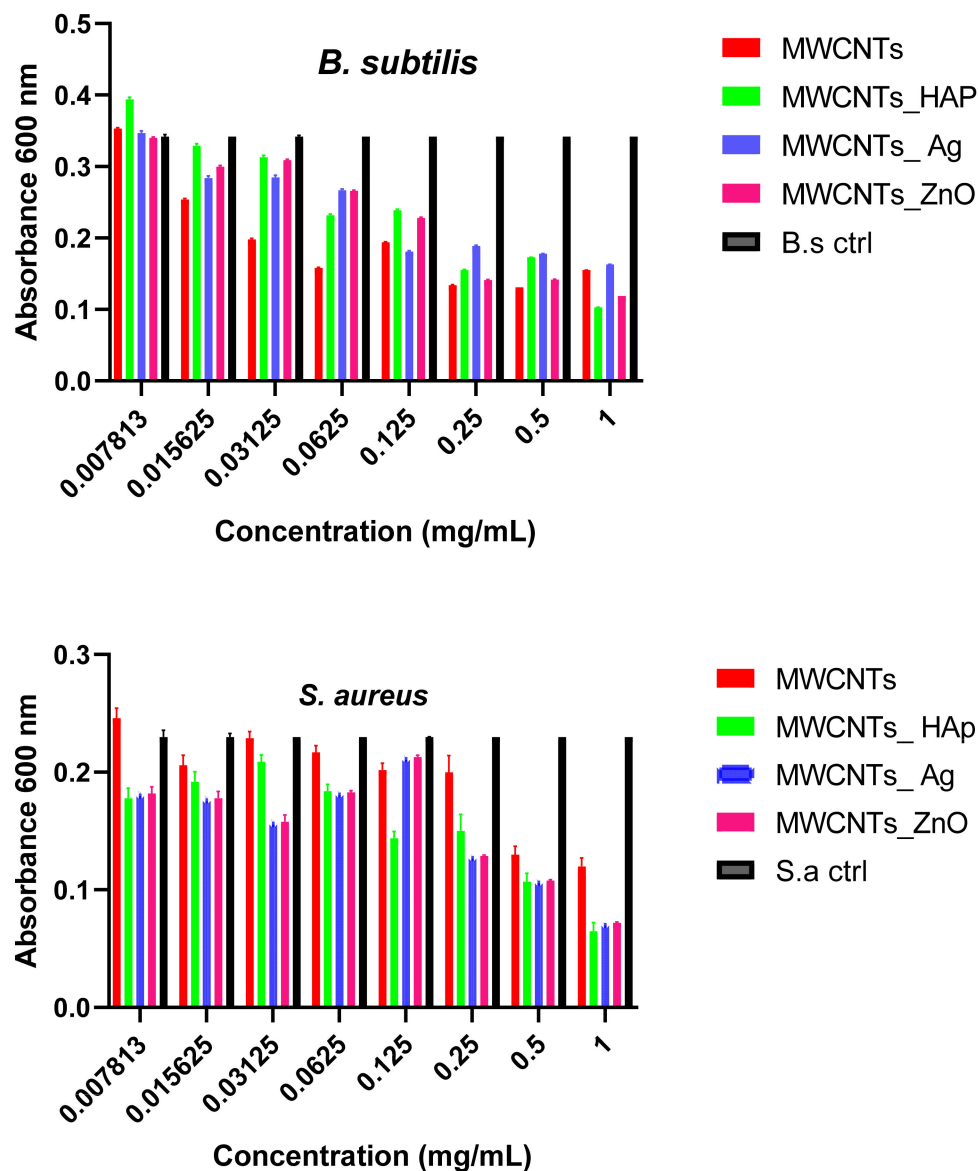 B. subtilis
Absorbance 600 nm
0.5
0.4
0.3
0.2
0.1
0.0
0.007813
0.015625
0.03125
0.0625
0.125
0.25
0.5
1
Concentration (mg/mL)
MWCNTs
MWCNTs_HAP
MWCNTs_ Ag
MWCNTs_ZnO
B.s ctrl
S. aureus
Absorbance 600 nm
0.3
0.2
0.1
0.0
0.007813
0.015625
0.03125
0.0625
0.125
0.25
0.5
1
Concentration (mg/mL)
MWCNTs
MWCNTs_ HAp
MWCNTs_ Ag
MWCNTs_ZnO
S.a ctrl